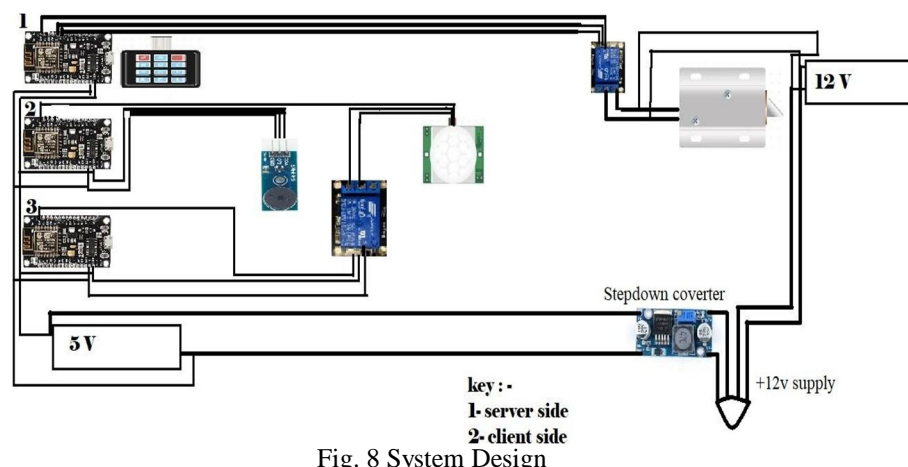 1
2
3
12 V
Stepdown coverter
5 V
+12v supply
key : -
1- server side
2- client side
Fig. 8 System Design